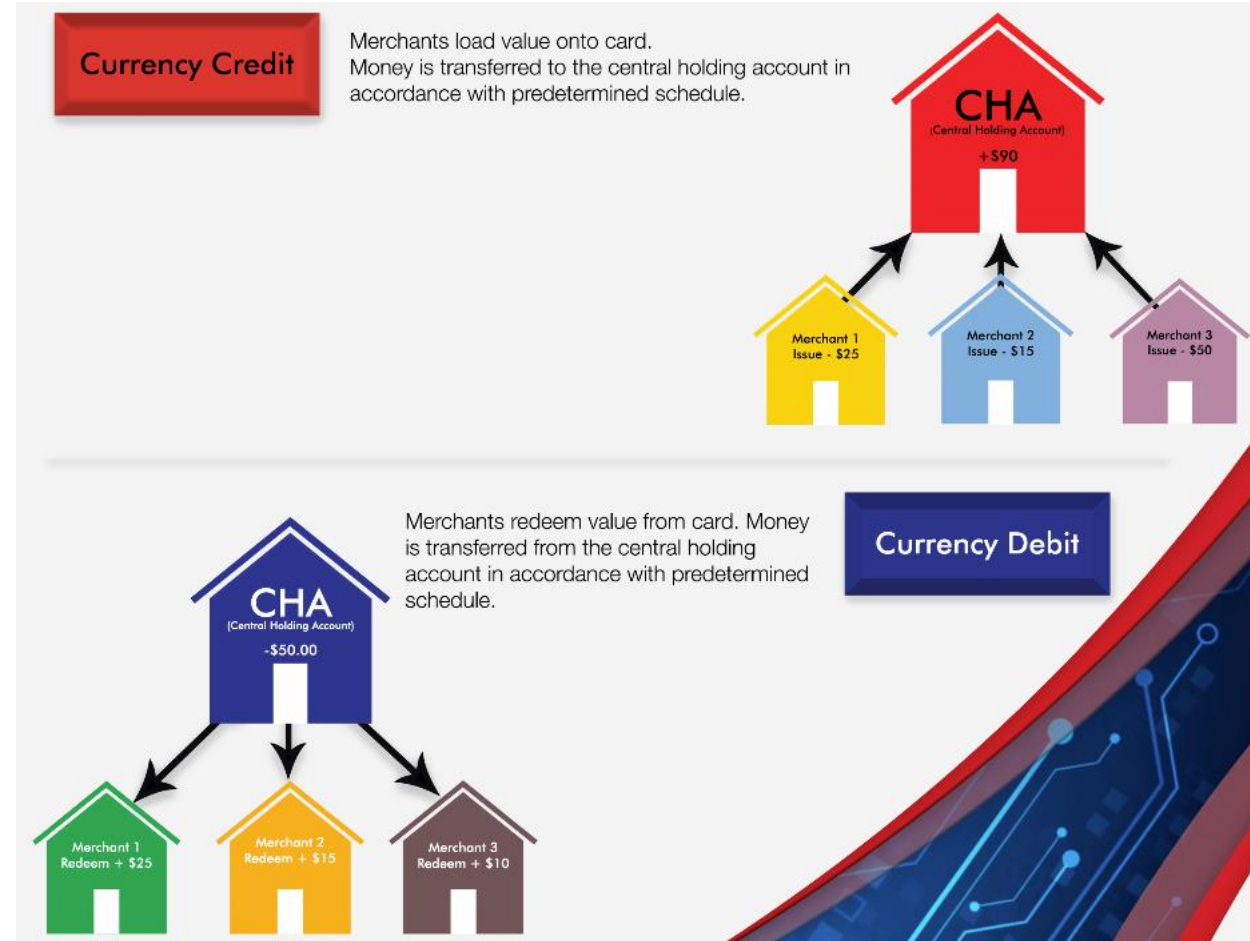 Currency Credit
Merchants load value onto card.
Money is transferred to the central holding account in
accordance with predetermined schedule.
CHA
(Central Holding Account)
+$90
Merchant 1
Issue - $25
Merchant 2
Issue - $15
Merchant 3
Issue - $50
Merchants redeem value from card. Money
is transferred from the central holding
account in accordance with predetermined
schedule.
Currency Debit
CHA
(Central Holding Account)
-$50.00
Merchant 1
Redeem + $25
Merchant 2
Redeem + $15
Merchant 3
Redeem + $10